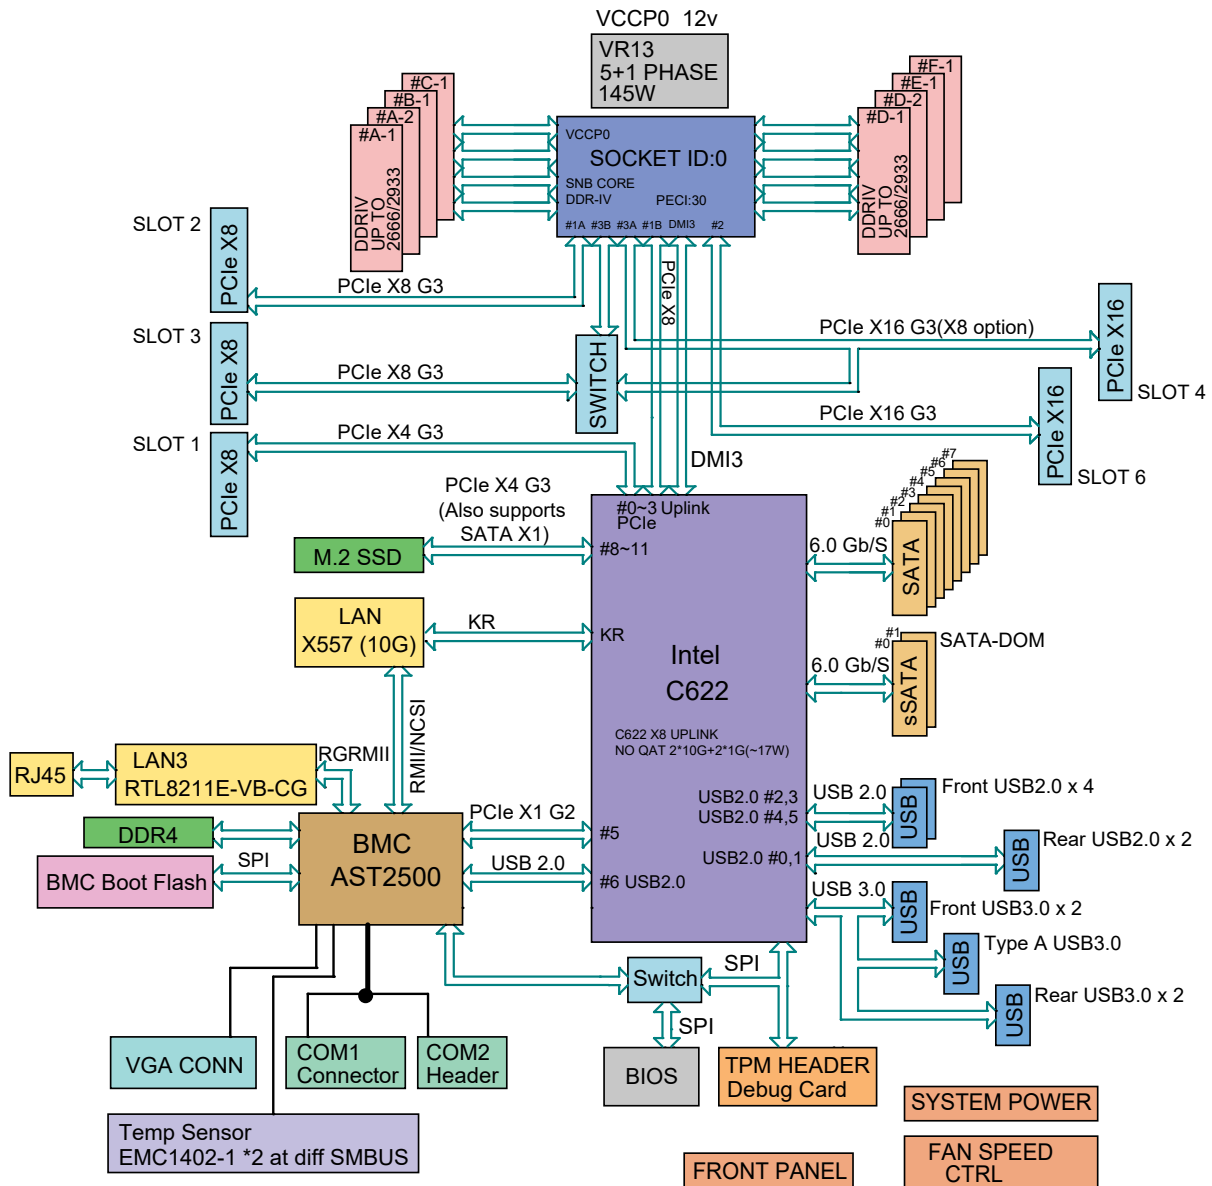 VCCP0 12v
VR13
5+1 PHASE
145W
#C-1
#B-1
#A-2
#A-1
DDRIV
UP TO
2666/2933
#F-1
#E-1
#D-2
#D-1
DDRIV
UP TO
2666/2933
VCCP0
SOCKET ID:0
SNB CORE
DDR-IV
PECI:30
#1A #3B #3A #1B DMI3 #2
SLOT 2
PCIe X8
PCIe X8 G3
PCIe X8
SLOT 3
PCIe X8
PCIe X8 G3
SWITCH
PCIe X16 G3(X8 option)
PCIe X16
SLOT 4
PCIe X16 G3
PCIe X16
SLOT 6
SLOT 1
PCIe X8
PCIe X4 G3
DMI3
PCIe X4 G3
(Also supports
SATA X1)
M.2 SSD
#0~3 Uplink
PCIe
#8~11
6.0 Gb/S
#0
#1
#2
#3
#4
#5
#6
#7
SATA
LAN
X557 (10G)
KR
KR
Intel
C622
6.0 Gb/S
#0
#1
sSATA
SATA-DOM
C622 X8 UPLINK
NO QAT 2*10G+2*1G(~17W)
RMII/NCSI
RJ45
LAN3
RTL8211E-VB-CG
RGRMII
DDR4
BMC Boot Flash
SPI
BMC
AST2500
PCIe X1 G2
#5
USB 2.0
#6 USB2.0
USB2.0 #2,3
USB2.0 #4,5
USB 2.0
USB
Front USB2.0 x 4
USB2.0 #0,1
USB 2.0
USB
Rear USB2.0 x 2
USB 3.0
USB
Front USB3.0 x 2
USB
Type A USB3.0
USB
Rear USB3.0 x 2
Switch
SPI
SPI
BIOS
TPM HEADER
Debug Card
VGA CONN
COM1
Connector
COM2
Header
Temp Sensor
EMC1402-1 *2 at diff SMBUS
SYSTEM POWER
FAN SPEED
CTRL
FRONT PANEL